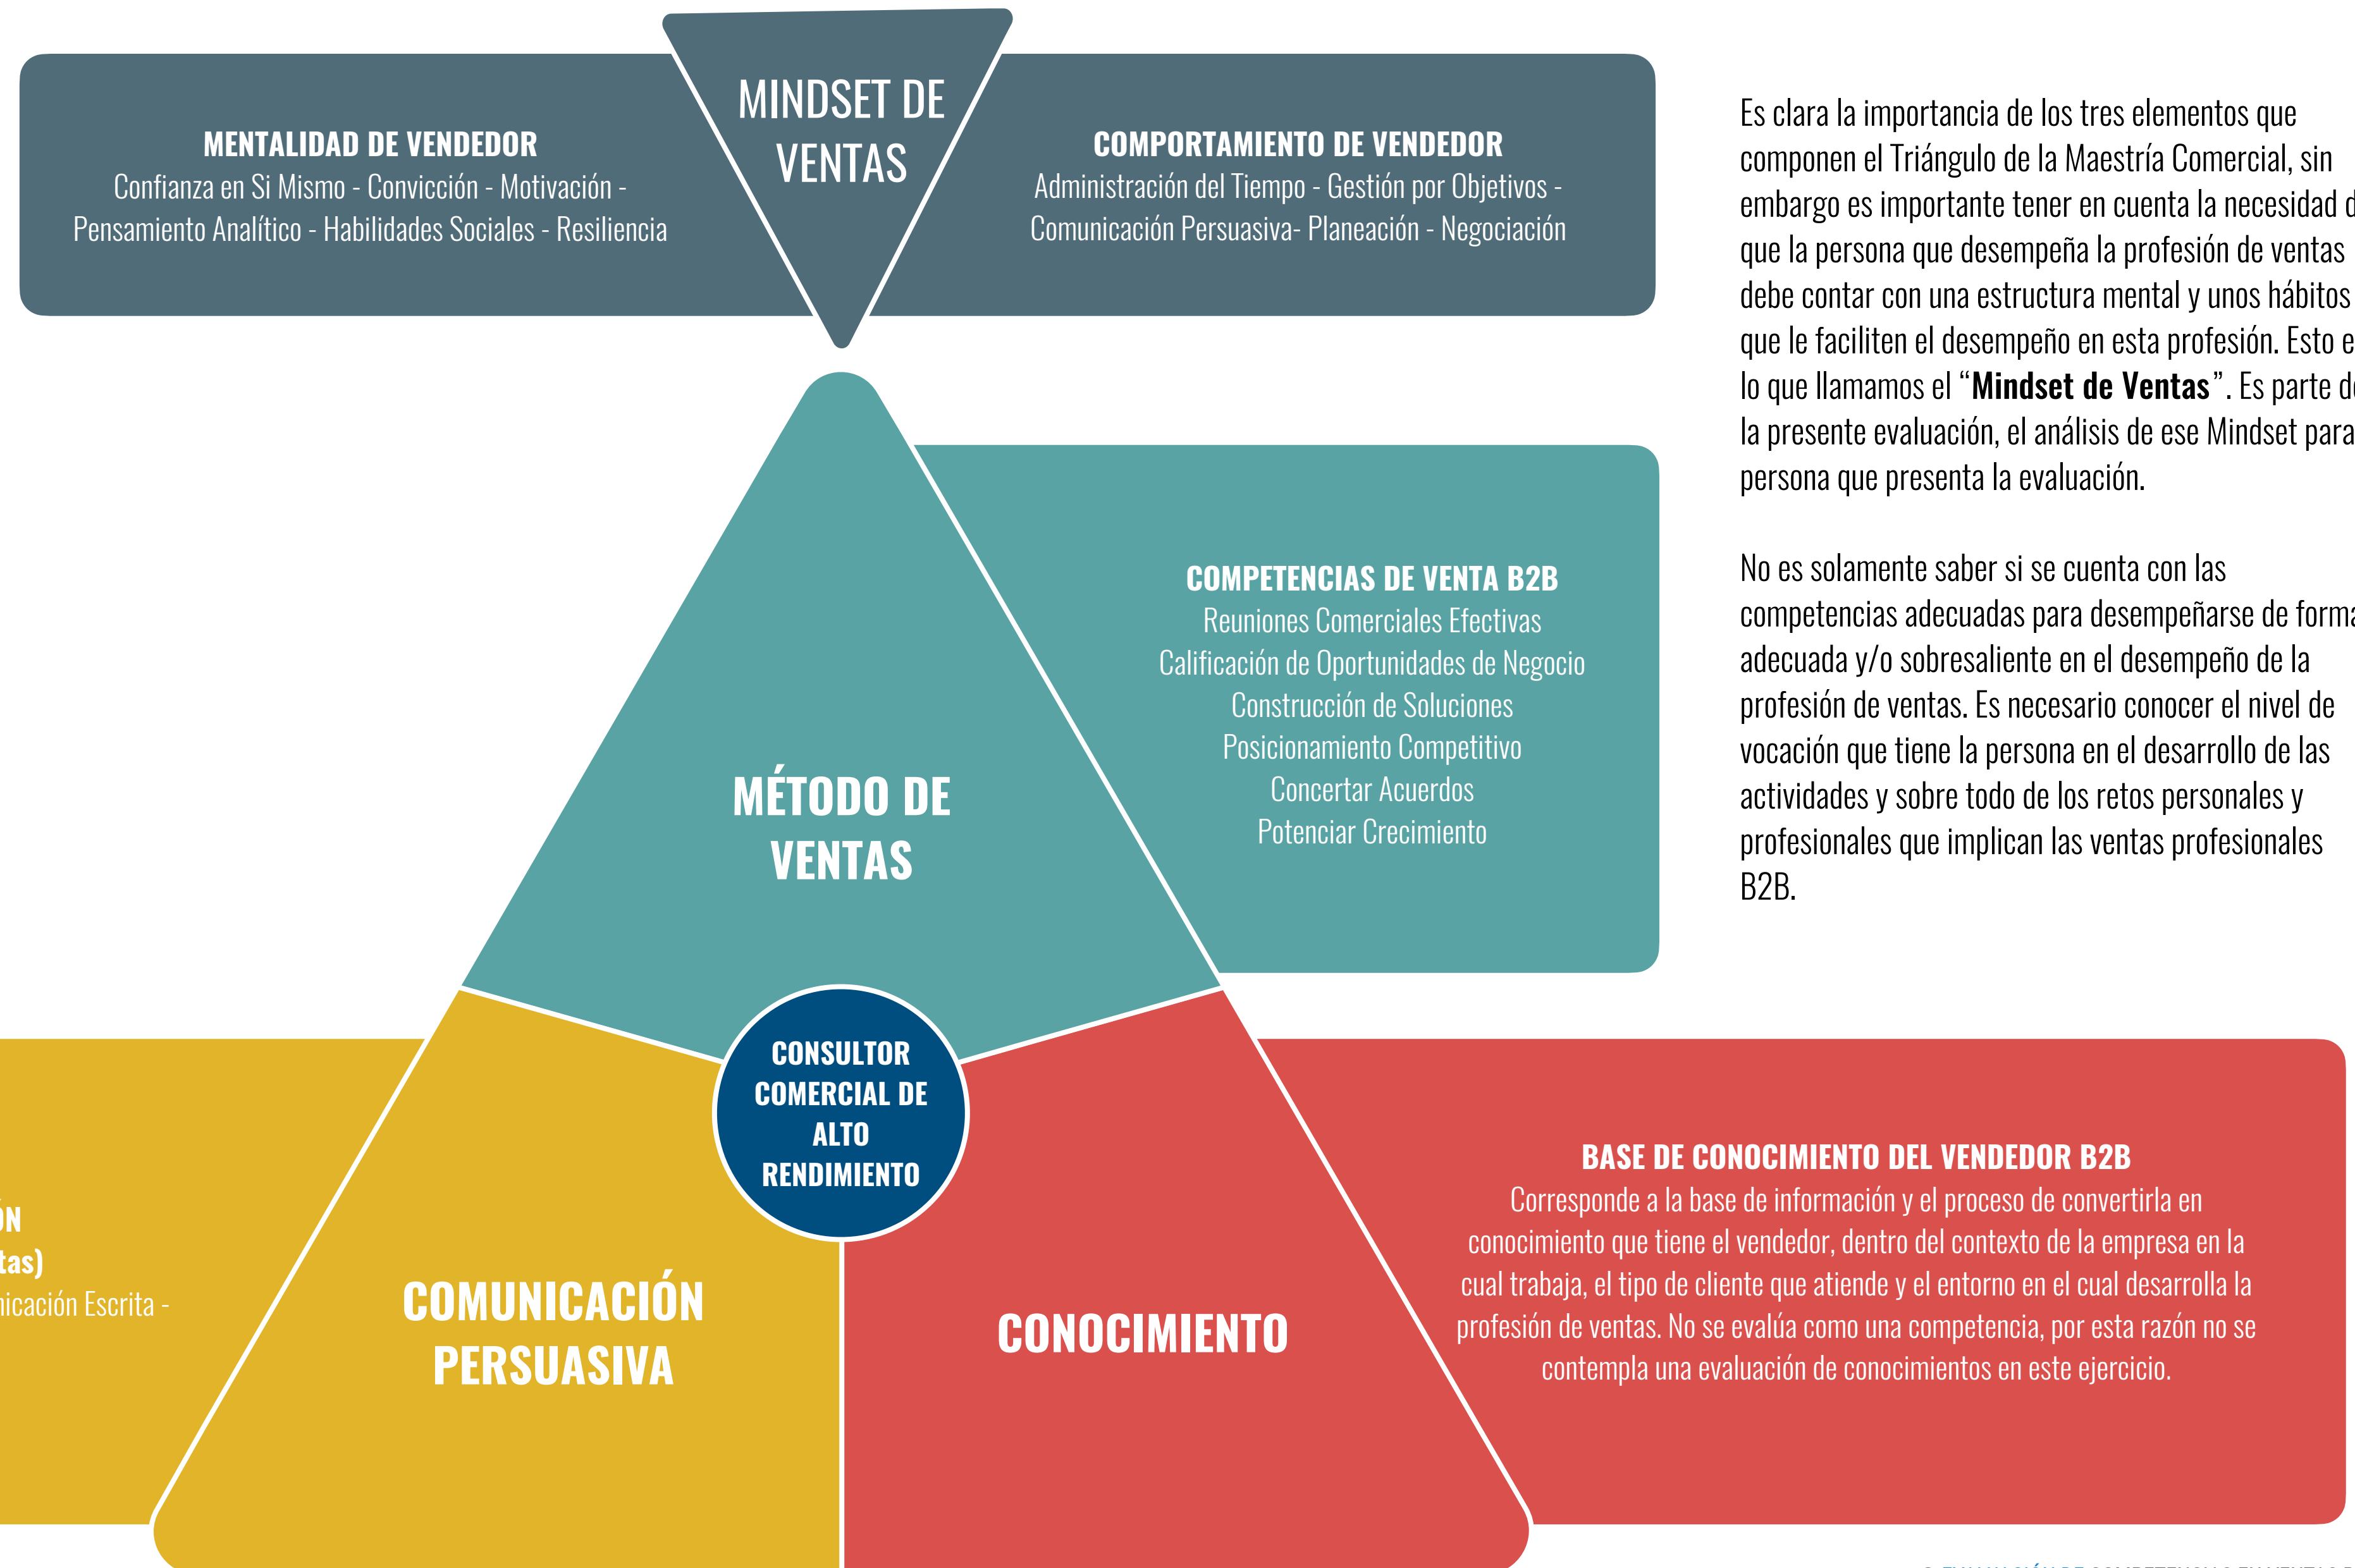 MINDSET DE
VENTAS
MENTALIDAD DE VENDEDOR
Confianza en Si Mismo - Convicción - Motivación -
Pensamiento Analítico - Habilidades Sociales - Resiliencia
COMPORTAMIENTO DE VENDEDOR
Administración del Tiempo - Gestión por Objetivos -
Comunicación Persuasiva- Planeación - Negociación
Es clara la importancia de los tres elementos que
componen el Triángulo de la Maestría Comercial, sin
embargo es importante tener en cuenta la necesidad
que la persona que desempeña la profesión de ventas
debe contar con una estructura mental y unos hábitos
que le faciliten el desempeño en esta profesión. Esto
lo que llamamos el “Mindset de Ventas”. Es parte
la presente evaluación, el análisis de ese Mindset para
persona que presenta la evaluación.
No es solamente saber si se cuenta con las
competencias adecuadas para desempeñarse de forma
adecuada y/o sobresaliente en el desempeño de la
profesión de ventas. Es necesario conocer el nivel de
vocación que tiene la persona en el desarrollo de las
actividades y sobre todo de los retos personales y
profesionales que implican las ventas profesionales
B2B.
MÉTODO DE
VENTAS
COMPETENCIAS DE VENTA B2B
Reuniones Comerciales Efectivas
Calificación de Oportunidades de Negocio
Construcción de Soluciones
Posicionamiento Competitivo
Concertar Acuerdos
Potenciar Crecimiento
CONSULTOR
COMERCIAL DE
ALTO
RENDIMIENTO
Escrita -
COMUNICACIÓN
PERSUASIVA
CONOCIMIENTO
BASE DE CONOCIMIENTO DEL VENDEDOR B2B
Corresponde a la base de información y el proceso de convertirla en
conocimiento que tiene el vendedor, dentro del contexto de la empresa en la
cual trabaja, el tipo de cliente que atiende y el entorno en el cual desarrolla la
profesión de ventas. No se evalúa como una competencia, por esta razón no se
contempla una evaluación de conocimientos en este ejercicio.